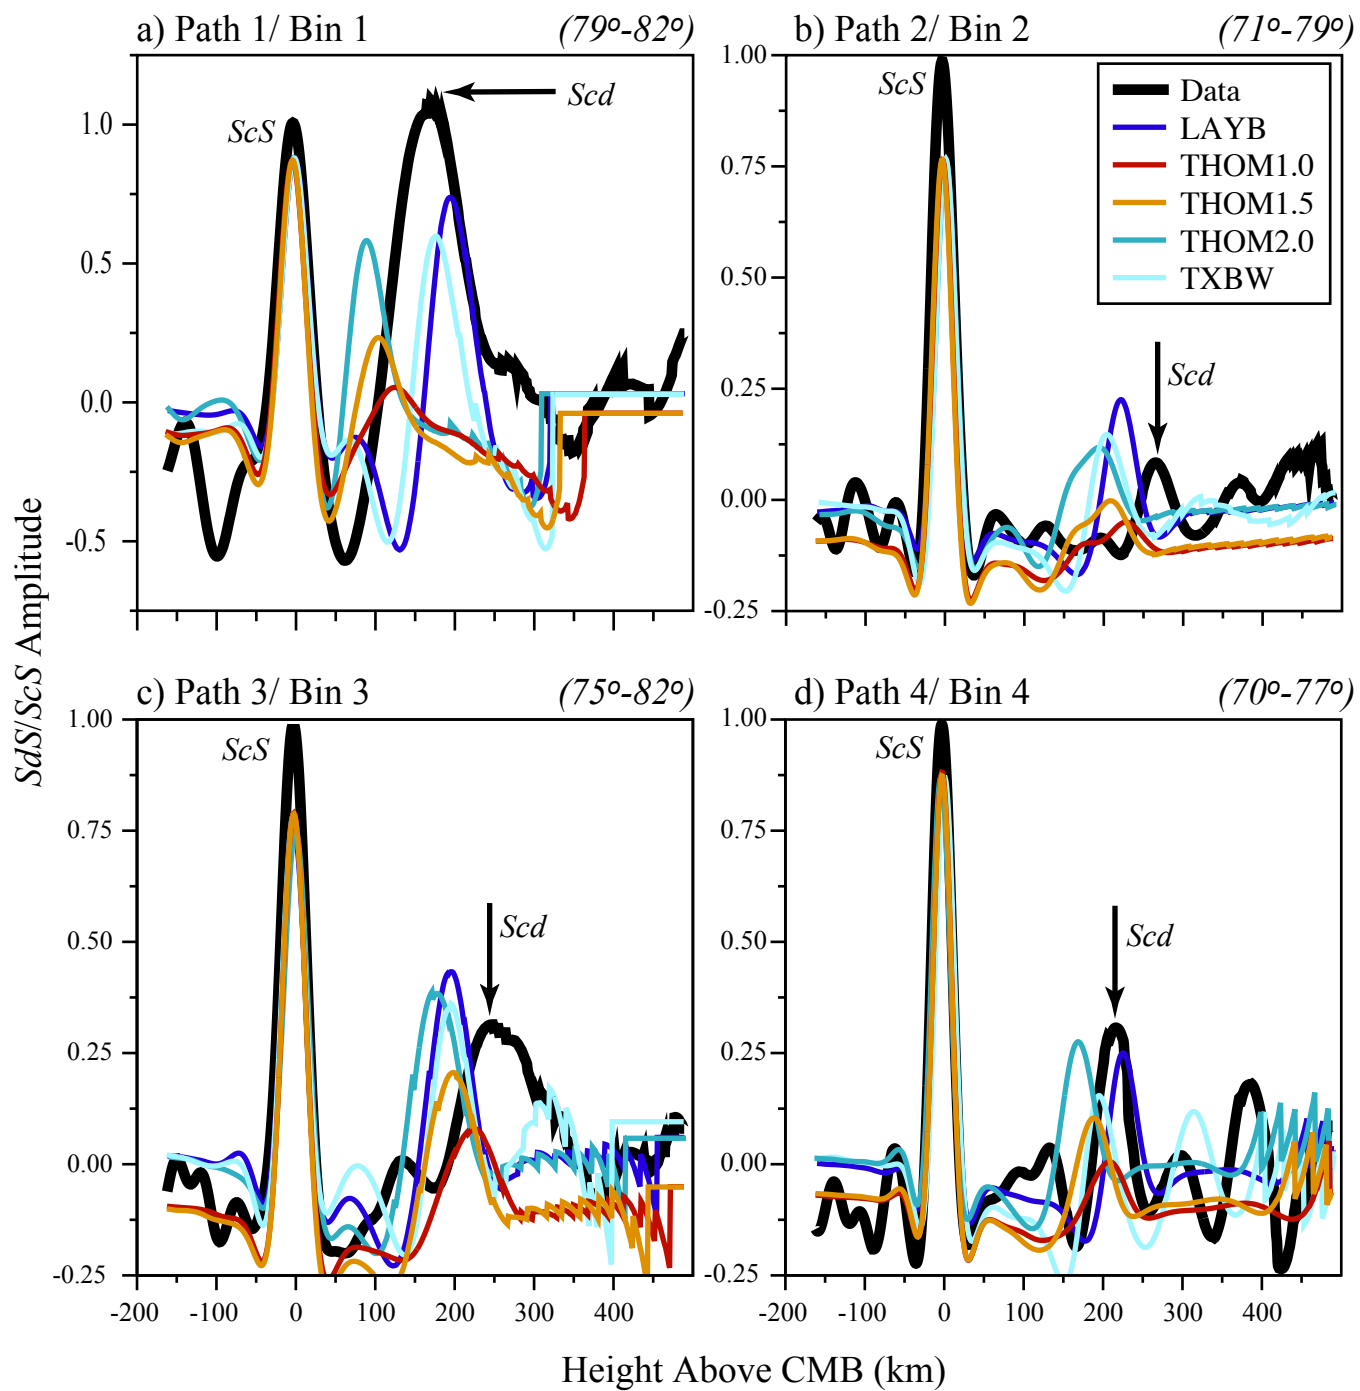 a) Path 1/ Bin 1 (79º-82º)
b) Path 2/ Bin 2 (71º-79º)
1.0
0.5
0.0
-0.5
ScS
Scd
1.00
0.75
0.50
0.25
0.00
-0.25
ScS
Scd
Data
LAYB
THOM1.0
THOM1.5
THOM2.0
TXBW
SdS/ScS Amplitude
c) Path 3/ Bin 3 (75º-82º)
d) Path 4/ Bin 4 (70º-77º)
1.00
0.75
0.50
0.25
0.00
-0.25
ScS
Scd
-200 -100 0 100 200 300 400
1.00
0.75
0.50
0.25
0.00
-0.25
ScS
Scd
-200 -100 0 100 200 300 400
Height Above CMB (km)